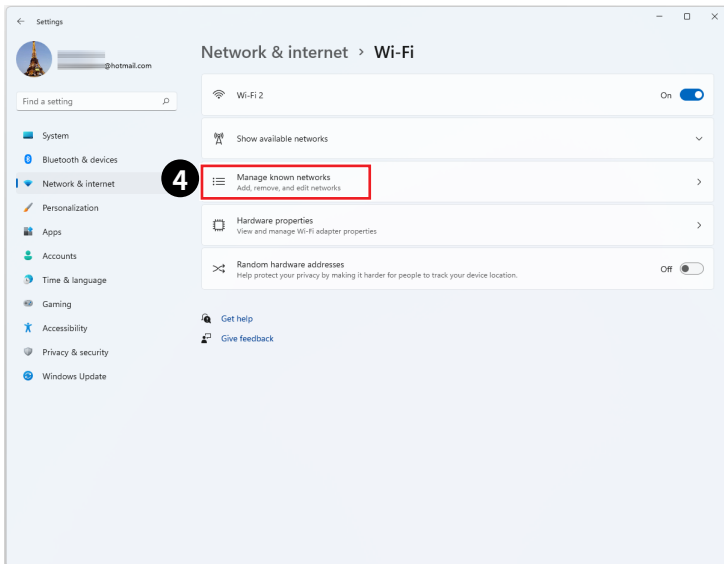 Settings
@hotmail.com
Find a setting
System
Bluetooth & devices
Network & internet
Personalization
Apps
Accounts
Time & language
Gaming
Accessibility
Privacy & security
Windows Update
Network & internet > Wi-Fi
Wi-Fi 2
On
Show available networks
4
Manage known networks
Add, remove, and edit networks
Hardware properties
View and manage Wi-Fi adapter properties
Random hardware addresses
Help protect your privacy by making it harder for people to track your device location.
Off
Get help
Give feedback